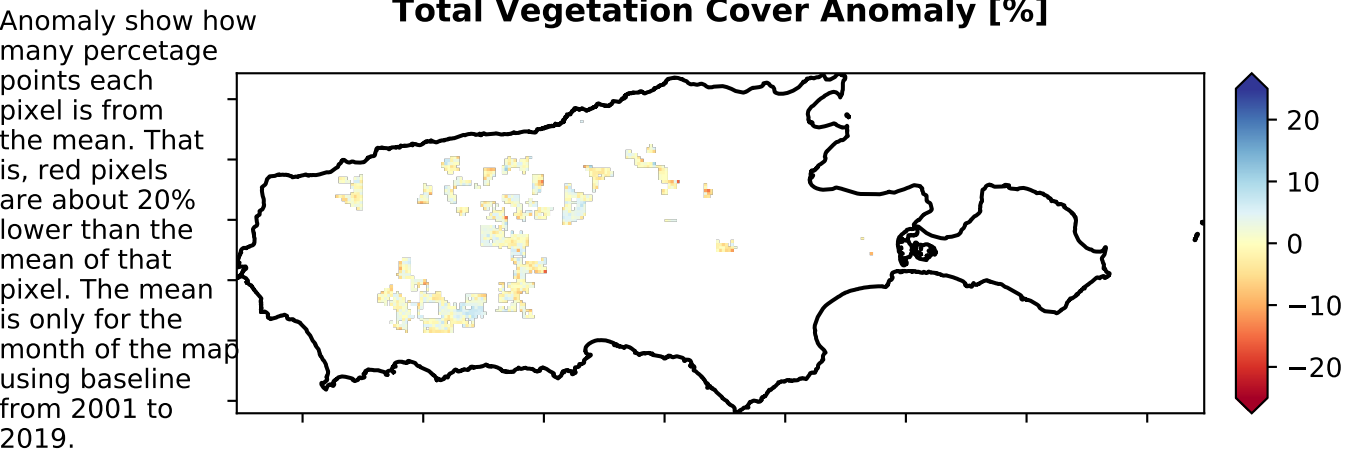 Total Vegetation Cover Anomaly [%]
Anomaly show how
many percetage
points each
pixel is from
the mean. That
is, red pixels
are about 20%
lower than the
mean of that
pixel. The mean
is only for the
month of the map
using baseline
from 2001 to
2019.
20
10
0
−10
−20